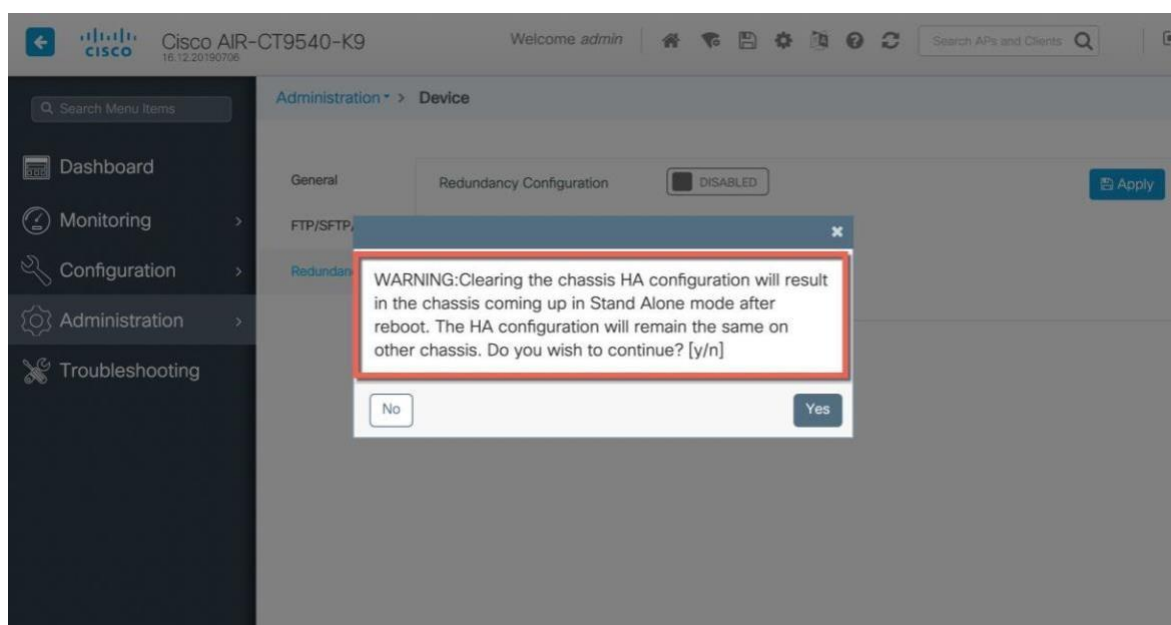 CISCO
Cisco AIR-CT9540-K9
16.12.20190706
Welcome admin
Search APs and Clients
Search Menu Items
Administration >
Device
Dashboard
Monitoring
Configuration
Administration
Troubleshooting
General
FTP/SFTP/
Redundan
Redundancy Configuration
DISABLED
Apply
WARNING:Clearing the chassis HA configuration will result
in the chassis coming up in Stand Alone mode after
reboot. The HA configuration will remain the same on
other chassis. Do you wish to continue? [y/n]
No
Yes